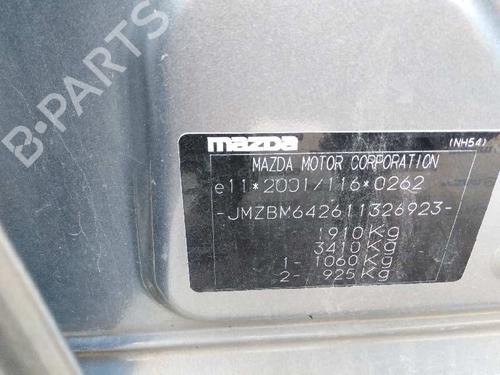 B-PARTS
mazda
(NH54)
MAZDA MOTOR CORPORATION
e11*2001/116*0262
-JMZBM642611326923-
1910Kg
3410Kg
1- 1060Kg
2- 925Kg